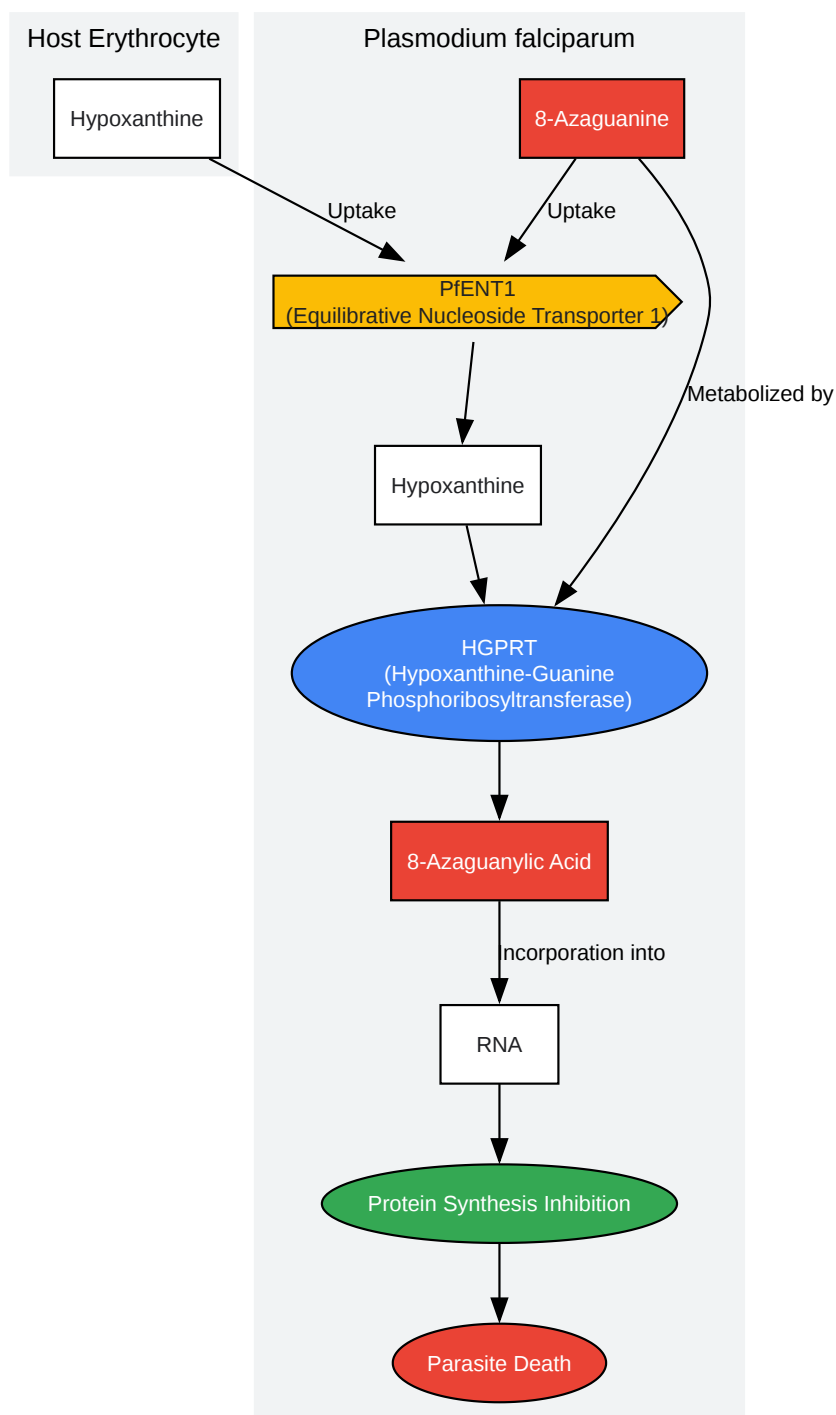 Host Erythrocyte
Plasmodium falciparum
Hypoxanthine
8-Azaguanine
Uptake
Uptake
PfENT1
(Equilibrative Nucleoside Transporter 1)
Metabolized by
Hypoxanthine
HGPRT
(Hypoxanthine-Guanine
Phosphoribosyltransferase)
8-Azaguanylic Acid
Incorporation into
RNA
Protein Synthesis Inhibition
Parasite Death